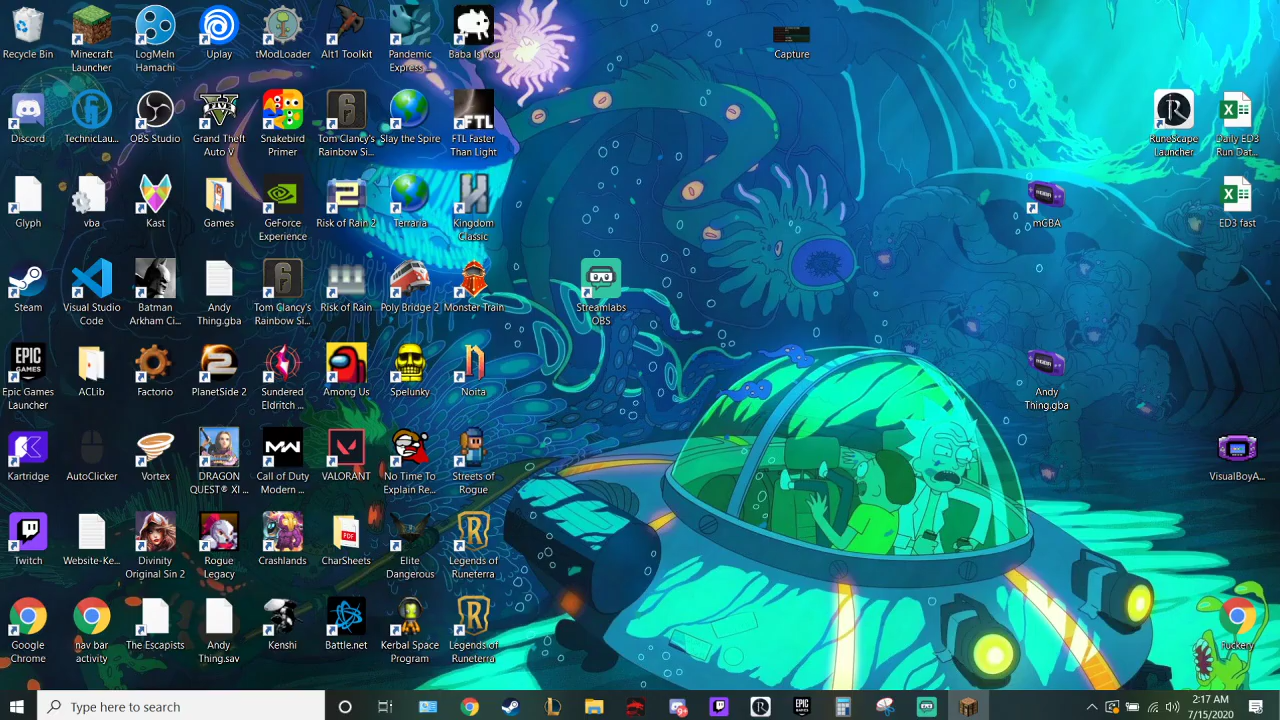 Recycle Bin
Minecraft
Launcher
LogMeIn
Hamachi
Uplay
tModLoader
Alt1 Toolkit
Pandemic
Express ...
Baba Is You
Capture
Discord
TechnicLau...
OBS Studio
Grand Theft
Auto V
Snakebird
Primer
Tom Clancy's
Rainbow Si...
Slay the Spire
FTL
FTL Faster
Than Light
RuneScape
Launcher
Daily ED3
Run Dat...
Glyph
vba
Kast
Games
GeForce
Experience
Risk of Rain 2
Terraria
Kingdom
Classic
mGBA
ED3 fast
Steam
Visual Studio
Code
Batman
Arkham Ci...
Andy
Thing.gba
Tom Clancy's
Rainbow Si...
Risk of Rain
Poly Bridge 2
Monster Train
Streamlabs
OBS
EPIC
GAMES
Epic Games
Launcher
ACLib
Factorio
PlanetSide 2
Sundered
Eldritch ...
Among Us
Spelunky
Noita
Andy
Thing.gba
Kartridge
AutoClicker
Vortex
DRAGON
QUEST® XI ...
Call of Duty
Modern ...
VALORANT
No Time To
Explain Re...
Streets of
Rogue
VisualBoyA...
Twitch
Website-Ke...
Divinity
Original Sin 2
Rogue
Legacy
Crashlands
PDF
CharSheets
Elite
Dangerous
Legends of
Runeterra
Google
Chrome
nav bar
activity
The Escapists
Andy
Thing.sav
Kenshi
Battle.net
Kerbal Space
Program
Legends of
Runeterra
Puckery
Type here to search
2:17 AM
7/15/2020